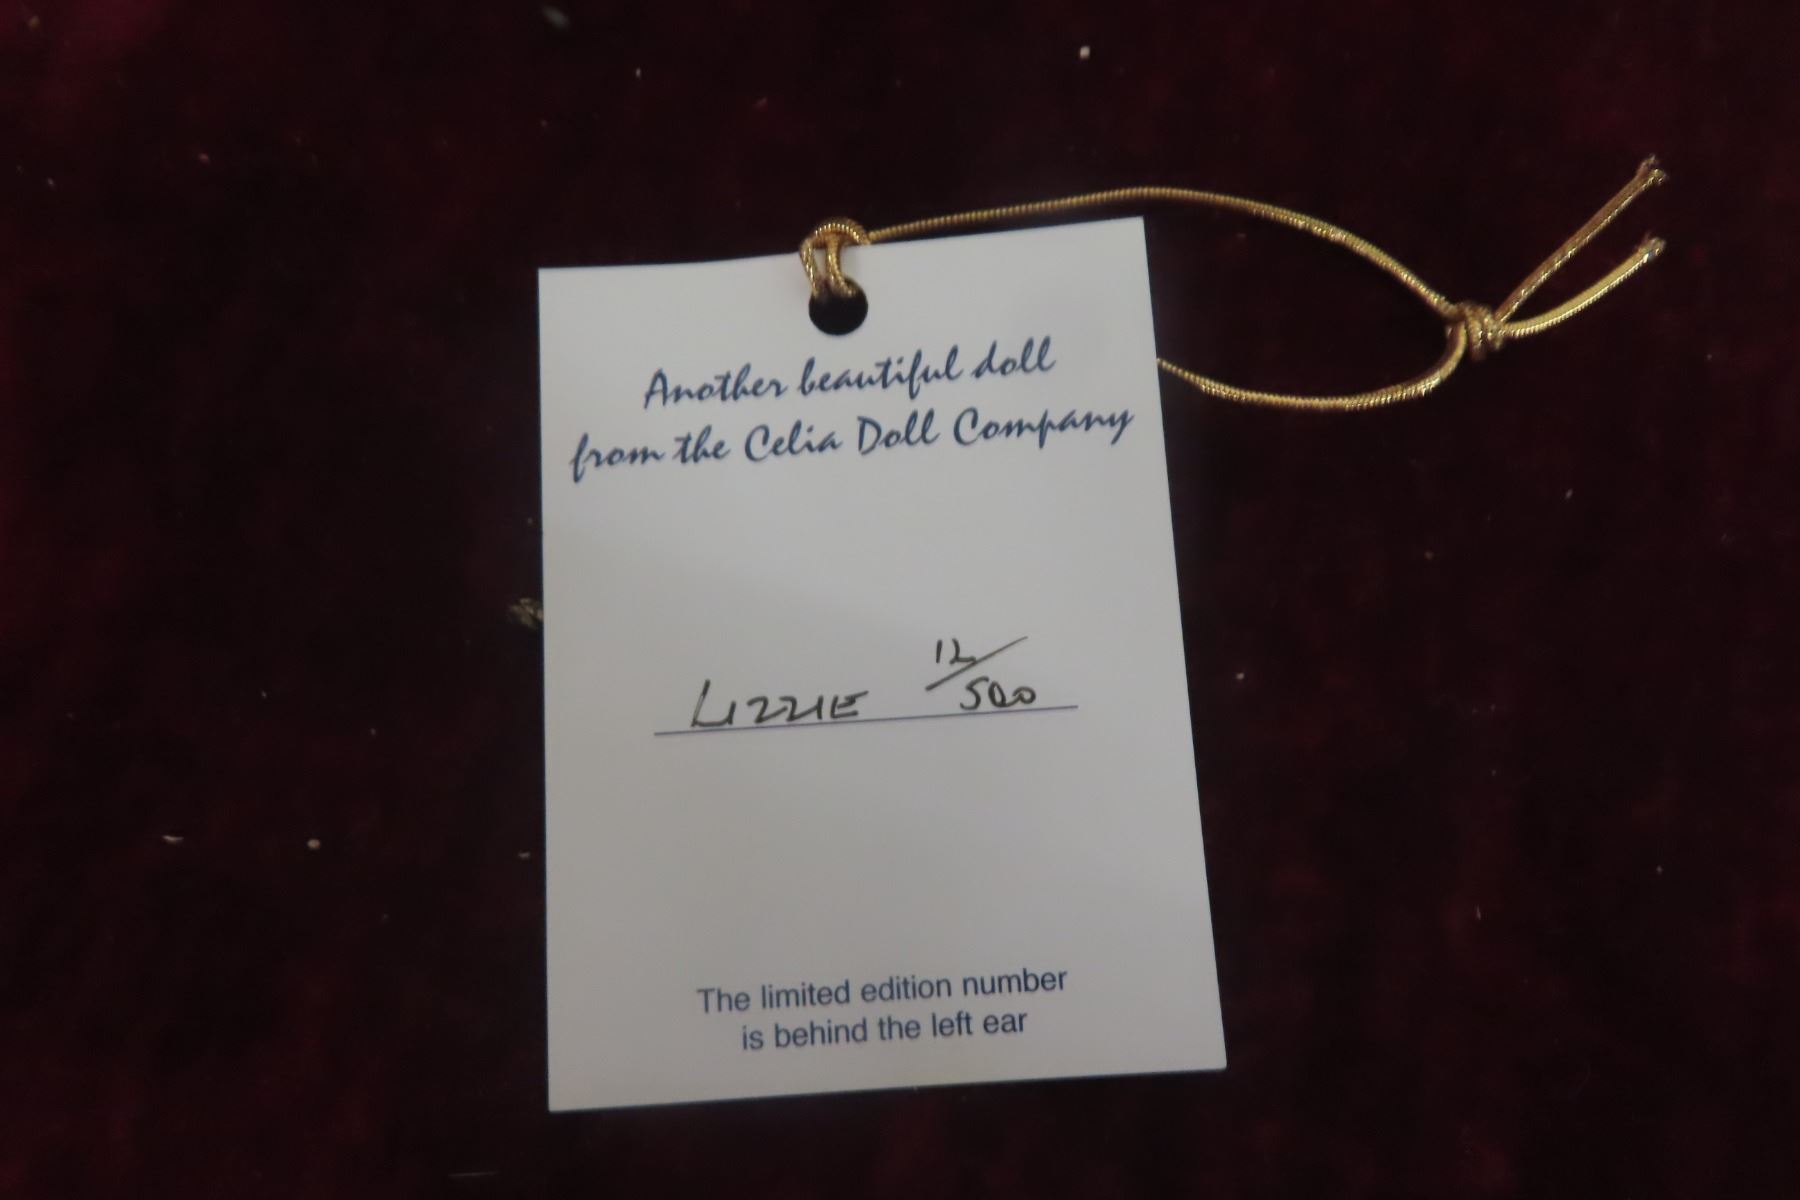 Another beautiful doll
from the Celia Doll Company
LIZZIE 12/500
The limited edition number
is behind the left ear